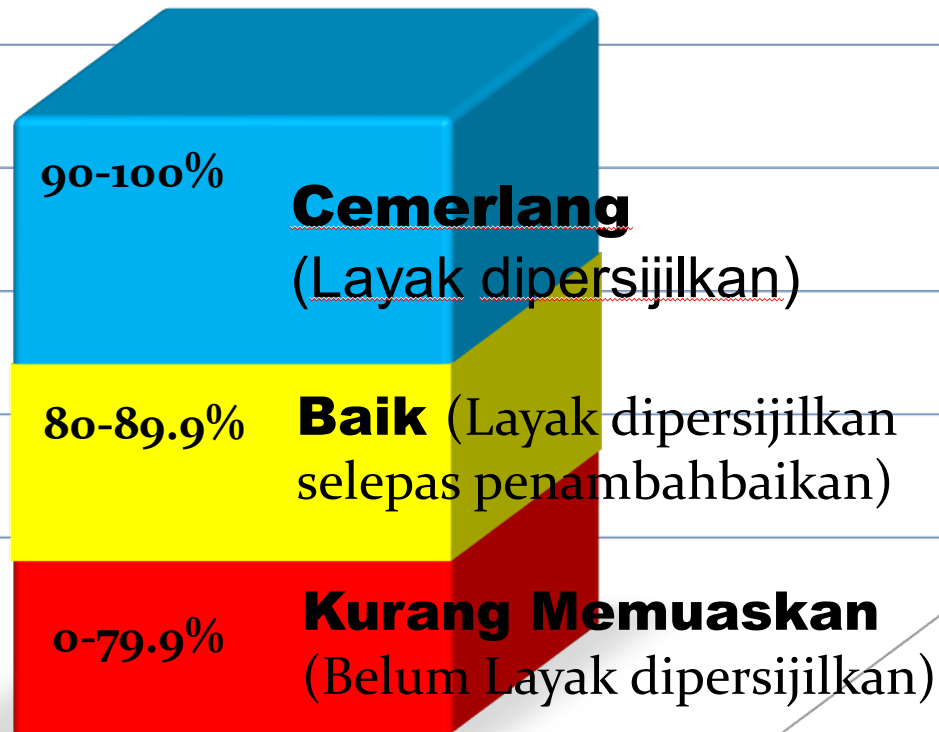 90-100%
Cemerlang
(Layak dipersijilkan)
80-89.9%
Baik (Layak dipersijilkan
selepas penambahbaikan)
0-79.9%
Kurang Memuaskan
(Belum Layak dipersijilkan)